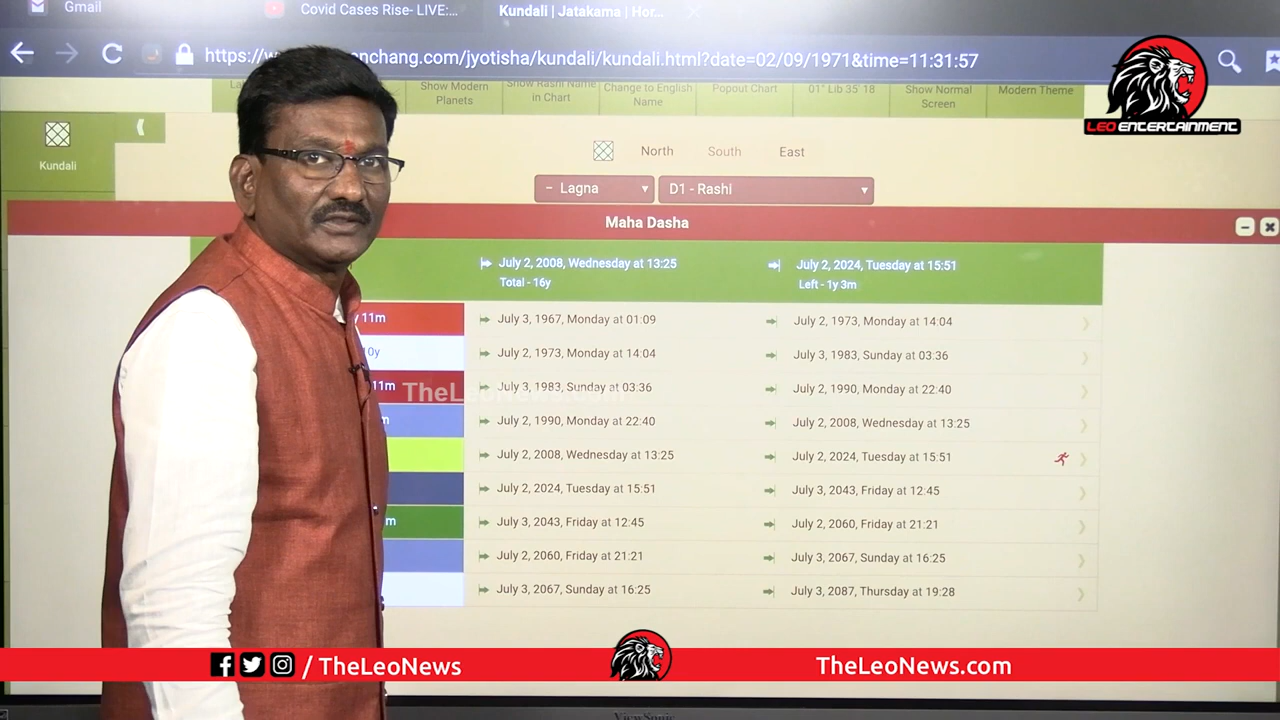 Gmail
Covid Cases Rise- LIVE:...
Kundali | Jatakama | Hor...
https://w
anchang.com/jyotisha/kundali/kundali.html?date=02/09/1971&time=11:31:57
LEO ENTERTAINMENT
Show Modern Planets
Show Rashi Name in Chart
Change to English Name
Popout Chart
01° Lib 35' 18
Show Normal Screen
Modern Theme
Kundali
North South East
- Lagna
D1 - Rashi
Maha Dasha
July 2, 2008, Wednesday at 13:25 July 2, 2024, Tuesday at 15:51
Total - 16y Left - 1y 3m
y 11m July 3, 1967, Monday at 01:09 July 2, 1973, Monday at 14:04
10y July 2, 1973, Monday at 14:04 July 3, 1983, Sunday at 03:36
11m July 3, 1983, Sunday at 03:36 July 2, 1990, Monday at 22:40
TheLeoNews.com
m July 2, 1990, Monday at 22:40 July 2, 2008, Wednesday at 13:25
July 2, 2008, Wednesday at 13:25 July 2, 2024, Tuesday at 15:51
July 2, 2024, Tuesday at 15:51 July 3, 2043, Friday at 12:45
m July 3, 2043, Friday at 12:45 July 2, 2060, Friday at 21:21
July 2, 2060, Friday at 21:21 July 3, 2067, Sunday at 16:25
July 3, 2067, Sunday at 16:25 July 3, 2087, Thursday at 19:28
/ TheLeoNews
TheLeoNews.com
ViewSonic